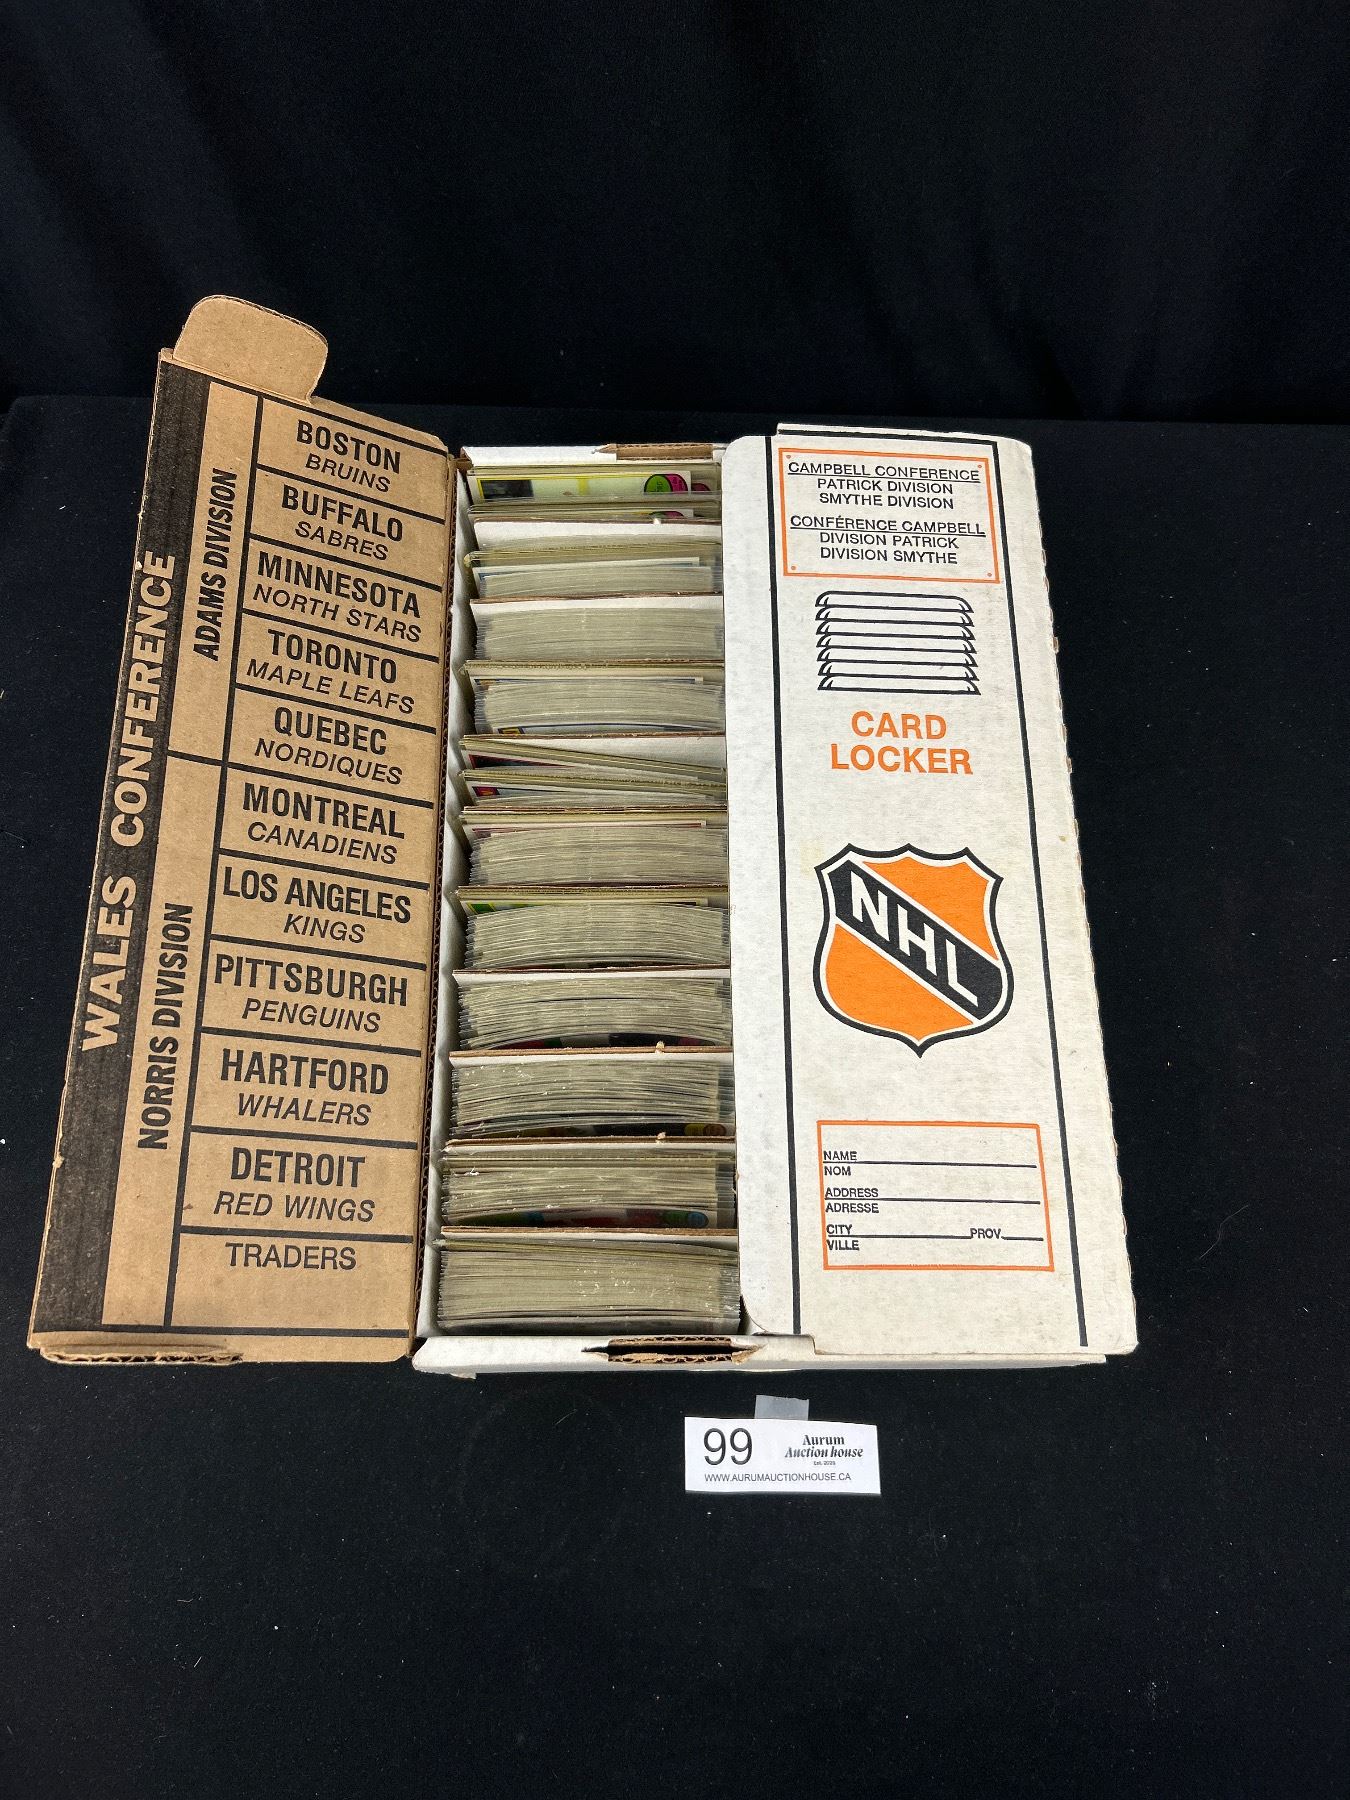 WALES CONFERENCE
ADAMS DIVISION
BOSTON
BRUINS
BUFFALO
SABRES
MINNESOTA
NORTH STARS
TORONTO
MAPLE LEAFS
QUEBEC
NORDIQUES
NORRIS DIVISION
MONTREAL
CANADIENS
LOS ANGELES
KINGS
PITTSBURGH
PENGUINS
HARTFORD
WHALERS
DETROIT
RED WINGS
TRADERS
CAMPBELL CONFERENCE
PATRICK DIVISION
SMYTHE DIVISION
CONFÉRENCE CAMPBELL
DIVISION PATRICK
DIVISION SMYTHE
CARD
LOCKER
NHL
NAME
NOM
ADDRESS
ADRESSE
CITY PROV.
VILLE
99
Aurum
Auction house
WWW.AURUMAUCTIONHOUSE.CA